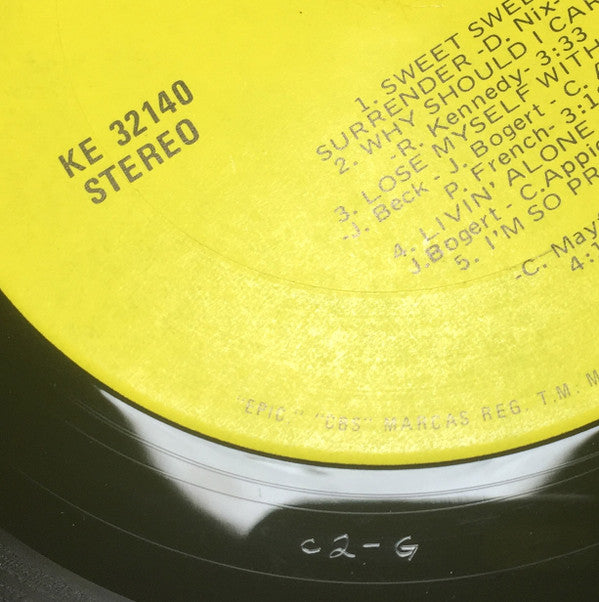 KE 32140
STEREO
1. SWEET SWEE
SURRENDER -D. Nix-
2. WHY SHOULD I CAR
-R. Kennedy- 3:33
3. LOSE MYSELF WITH
-J. Beck - J. Bogert - C. A
P. French- 3:1
4. LIVIN' ALONE
J.Bogert - C.Appic
5. I'M SO PR
-C. Mayf
4:1
"EPIC" "CBS" MARCAS REG. T.M. M
C2-G